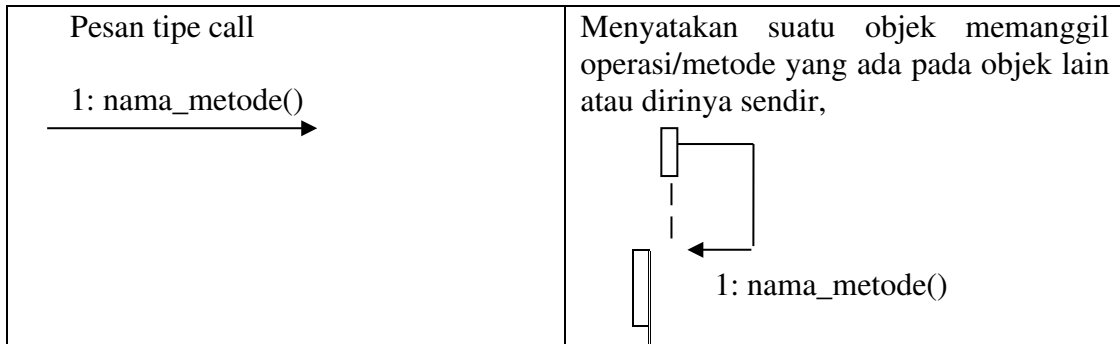 Pesan tipe call
1: nama_metode()
Menyatakan suatu objek memanggil
operasi/metode yang ada pada objek lain
atau dirinya sendir,
1: nama_metode()